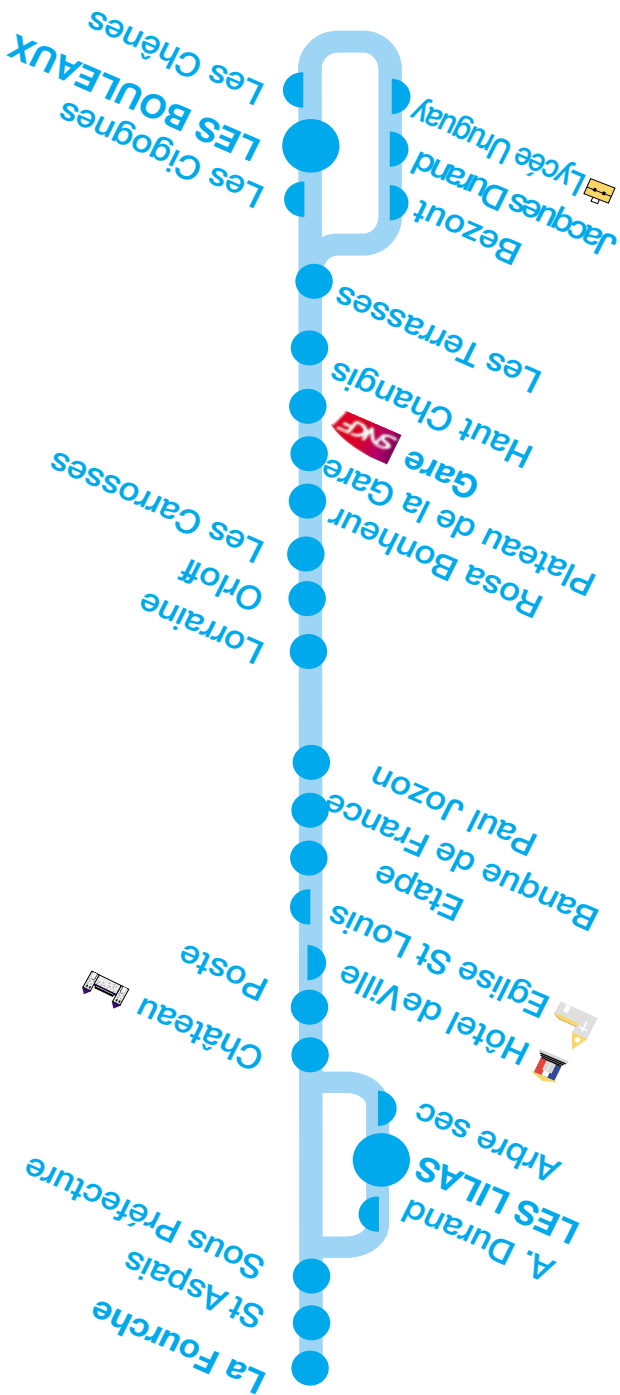 La Fourche
St Aspais
Sous Préfecture
A. Durand
LES LILAS
Arbre sec
Château
Poste
Hôtel deVille
Eglise St Louis
Etape
Banque de France
Paul Jozon
Lorraine
Orloff
Les Carrosses
Rosa Bonheur
Plateau de la Gare
Gare
SNCF
Haut Changis
Les Terrasses
Bezout
Jacques Durand
Lycée Uruguay
Les Cigognes
LES BOULEAUX
Les Chênes